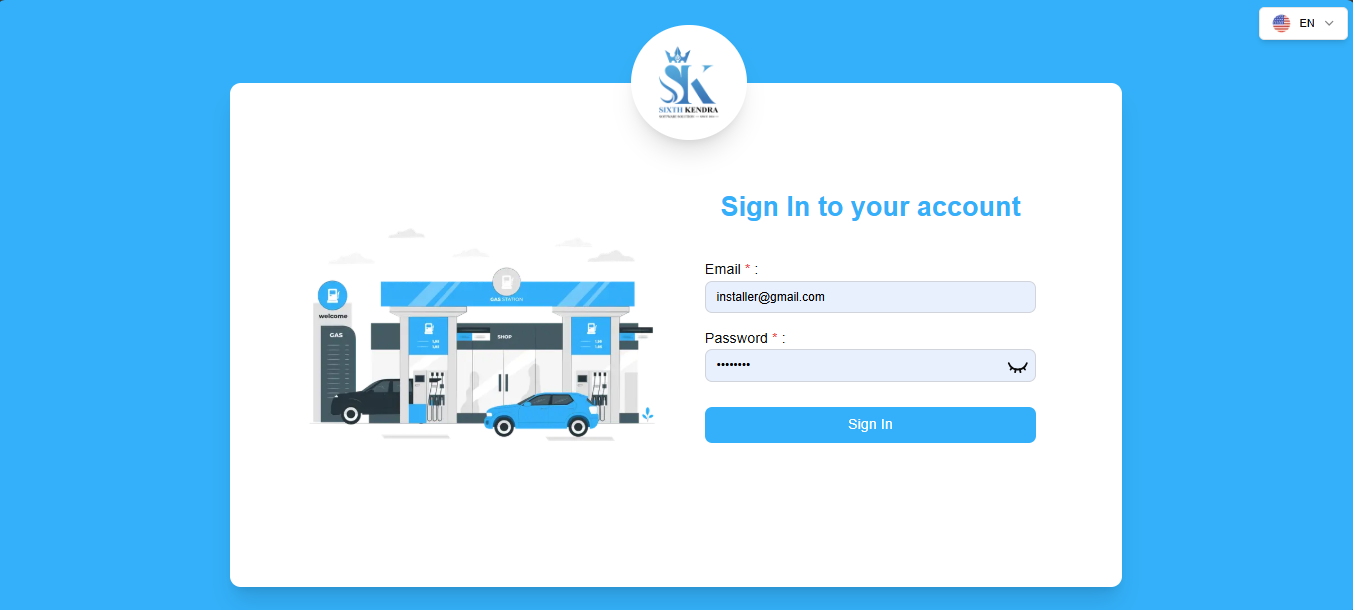 EN
SK
SIXTH KENDRA
Sign In to your account
Email * :
installer@gmail.com
Password * :
••••••••
Sign In
GAS STATION
welcome
GAS
SHOP